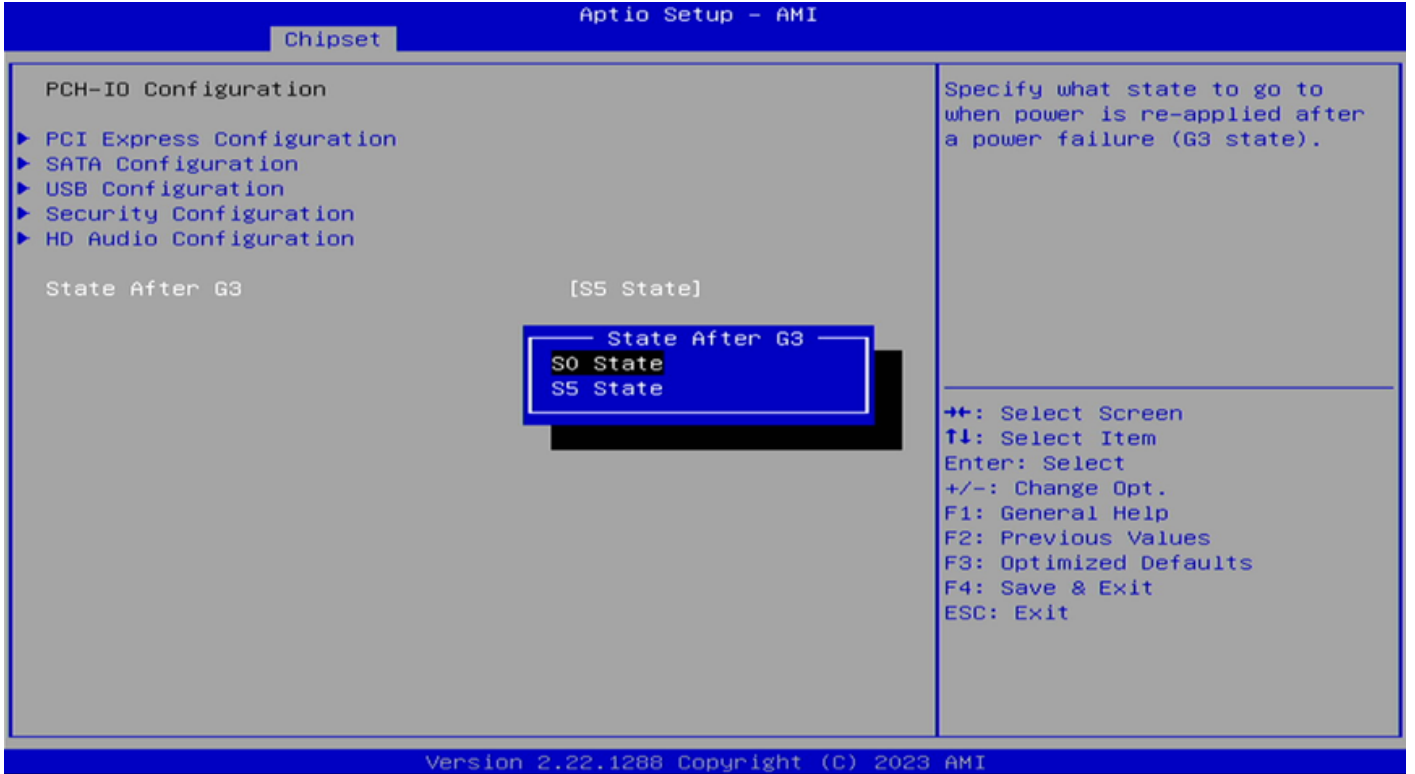 Aptio Setup – AMI
Chipset
PCH-IO Configuration
▶ PCI Express Configuration
▶ SATA Configuration
▶ USB Configuration
▶ Security Configuration
▶ HD Audio Configuration
State After G3 [S5 State]
State After G3
S0 State
S5 State
Specify what state to go to
when power is re-applied after
a power failure (G3 state).
→←: Select Screen
↑↓: Select Item
Enter: Select
+/-: Change Opt.
F1: General Help
F2: Previous Values
F3: Optimized Defaults
F4: Save & Exit
ESC: Exit
Version 2.22.1288 Copyright (C) 2023 AMI